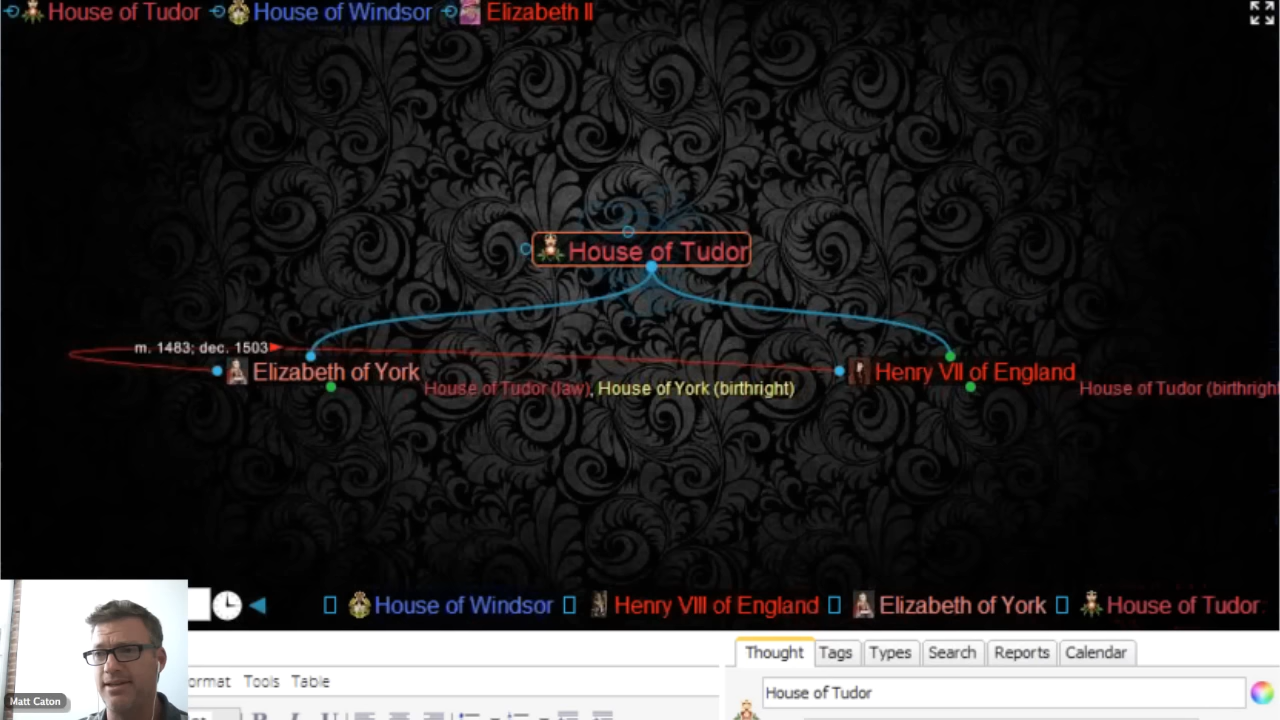 House of Tudor House of Windsor Elizabeth II
House of Tudor
m. 1483; dec. 1503
Elizabeth of York
House of Tudor (law), House of York (birthright)
Henry VII of England
House of Tudor (birthright
House of Windsor Henry VIII of England Elizabeth of York House of Tudor
Thought Tags Types Search Reports Calendar
ormat Tools Table
House of Tudor
Matt Caton
B I U